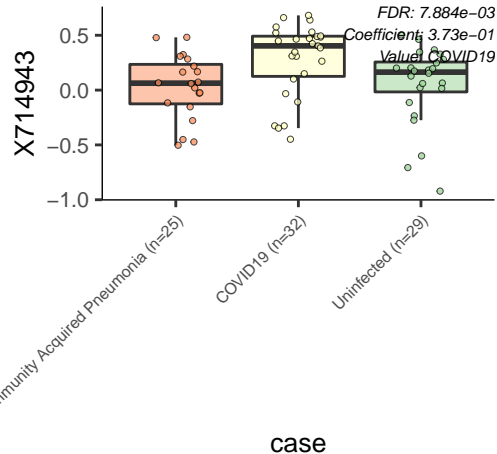 FDR: 7.884e-03
Coefficient: 3.73e-01
Value: COVID19
X714943
0.5
0.0
−0.5
−1.0
Acquired Pneumonia (n=25)
COVID19 (n=32)
Uninfected (n=29)
case